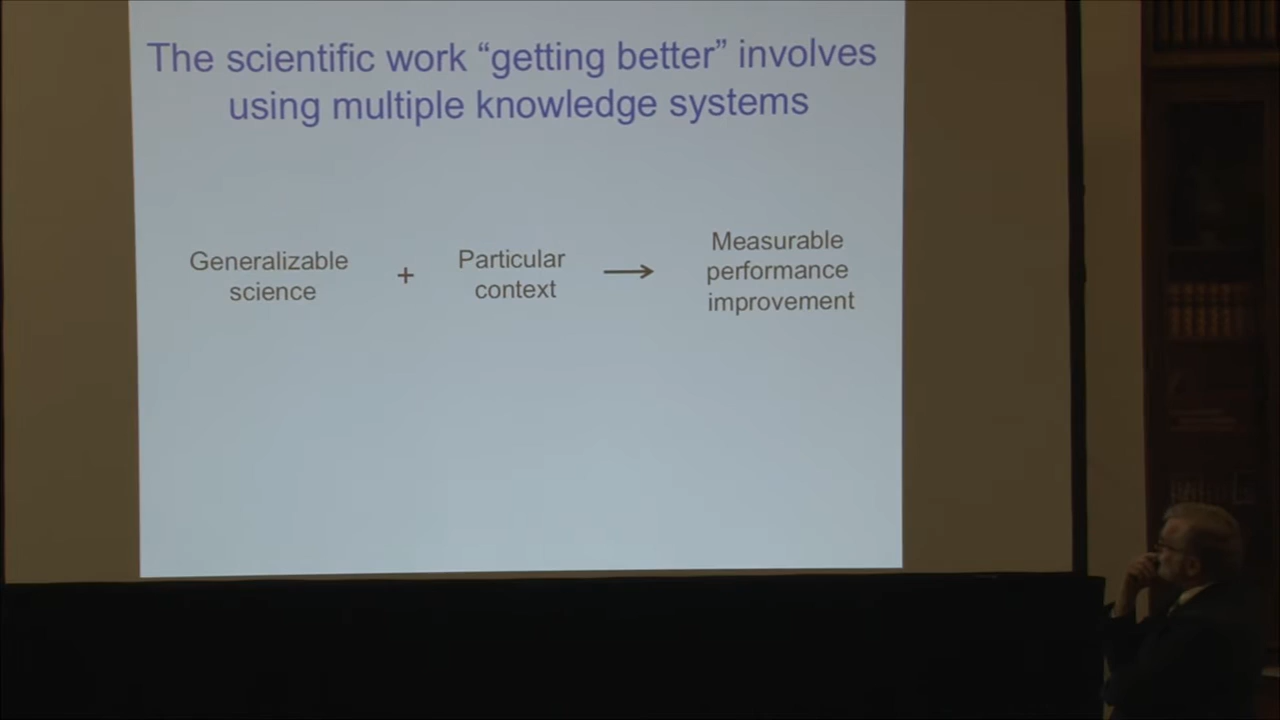 The scientific work “getting better” involves
using multiple knowledge systems
Generalizable
science
+
Particular
context
→
Measurable
performance
improvement